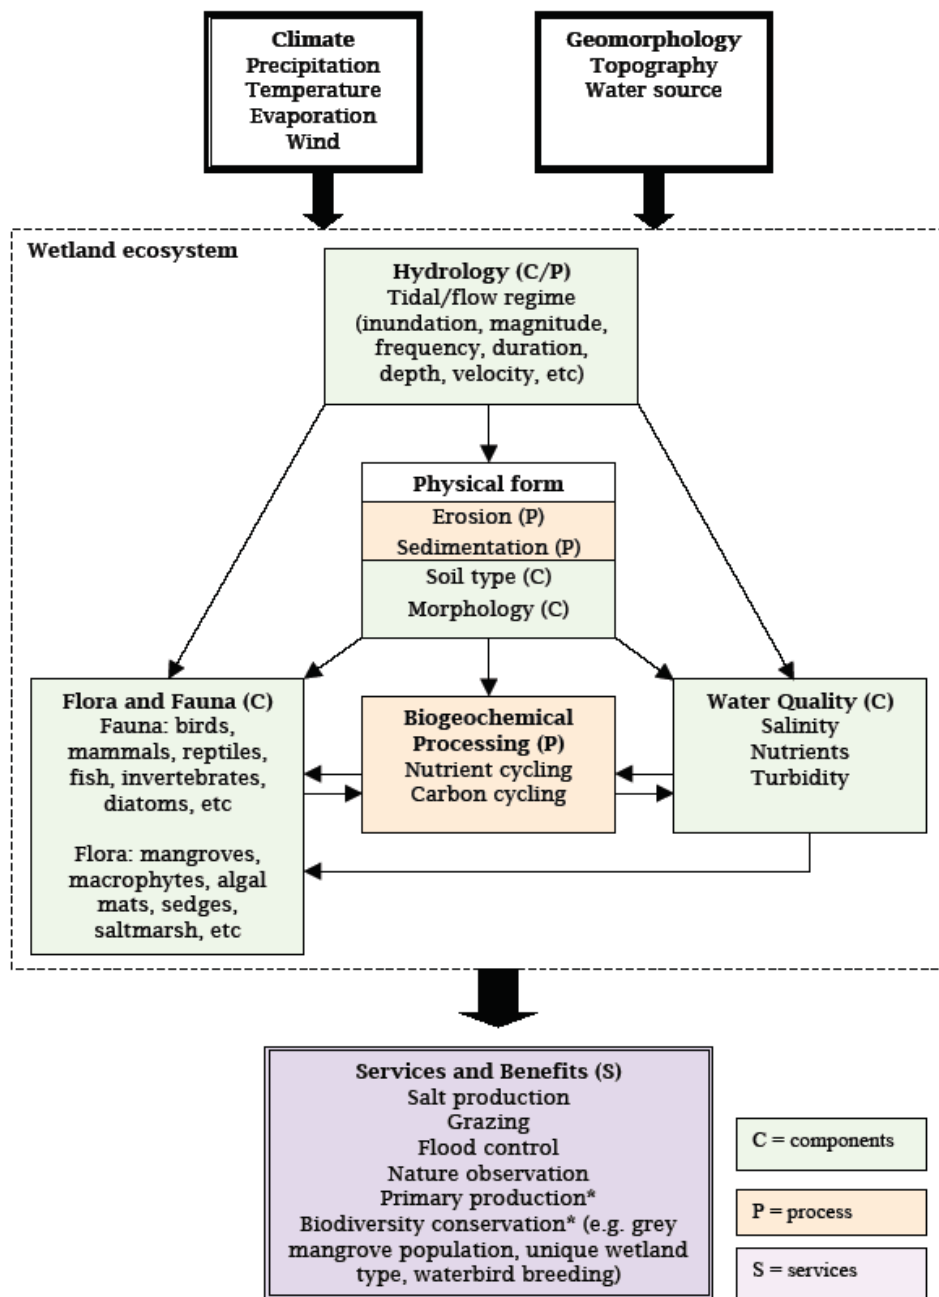 Climate
Precipitation
Temperature
Evaporation
Wind
Geomorphology
Topography
Water source
Wetland ecosystem
Hydrology (C/P)
Tidal/flow regime
(inundation, magnitude,
frequency, duration,
depth, velocity, etc)
Physical form
Erosion (P)
Sedimentation (P)
Soil type (C)
Morphology (C)
Flora and Fauna (C)
Fauna: birds,
mammals, reptiles,
fish, invertebrates,
diatoms, etc
Flora: mangroves,
macrophytes, algal
mats, sedges,
saltmarsh, etc
Biogeochemical
Processing (P)
Nutrient cycling
Carbon cycling
Water Quality (C)
Salinity
Nutrients
Turbidity
Services and Benefits (S)
Salt production
Grazing
Flood control
Nature observation
Primary production*
Biodiversity conservation* (e.g. grey
mangrove population, unique wetland
type, waterbird breeding)
C = components
P = process
S = services